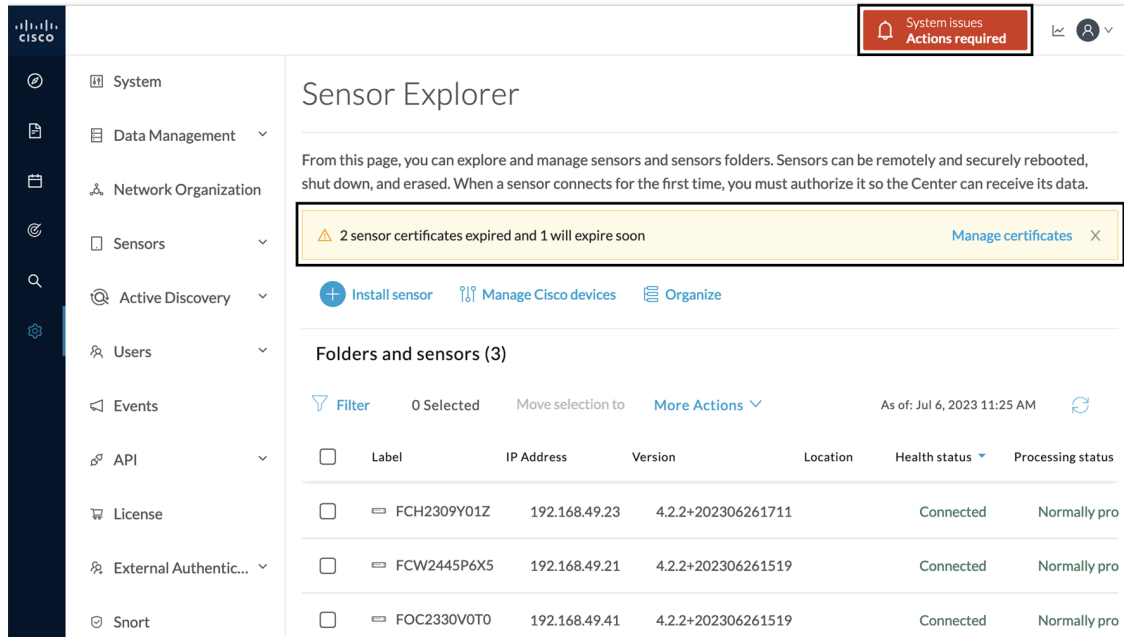 CISCO
System issues
Actions required
System
Data Management
Network Organization
Sensors
Active Discovery
Users
Events
API
License
External Authentic...
Snort
Sensor Explorer
From this page, you can explore and manage sensors and sensors folders. Sensors can be remotely and securely rebooted,
shut down, and erased. When a sensor connects for the first time, you must authorize it so the Center can receive its data.
2 sensor certificates expired and 1 will expire soon Manage certificates
Install sensor Manage Cisco devices Organize
Folders and sensors (3)
Filter 0 Selected Move selection to More Actions As of: Jul 6, 2023 11:25 AM
Label IP Address Version Location Health status Processing status
FCH2309Y01Z 192.168.49.23 4.2.2+202306261711 Connected Normally pro
FCW2445P6X5 192.168.49.21 4.2.2+202306261519 Connected Normally pro
FOC2330V0T0 192.168.49.41 4.2.2+202306261519 Connected Normally pro